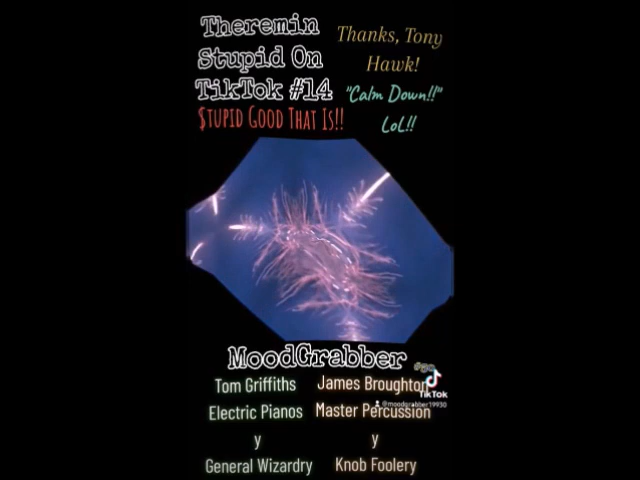 Theremin
Stupid On
TikTok #14
$tupid Good That Is!!
Thanks, Tony
Hawk!
"Calm Down!!"
LoL!!
MoodGrabber
Tom Griffiths
Electric Pianos
y
General Wizardry
James Broughton
Master Percussion
y
Knob Foolery
TikTok
@moodgrabber19930